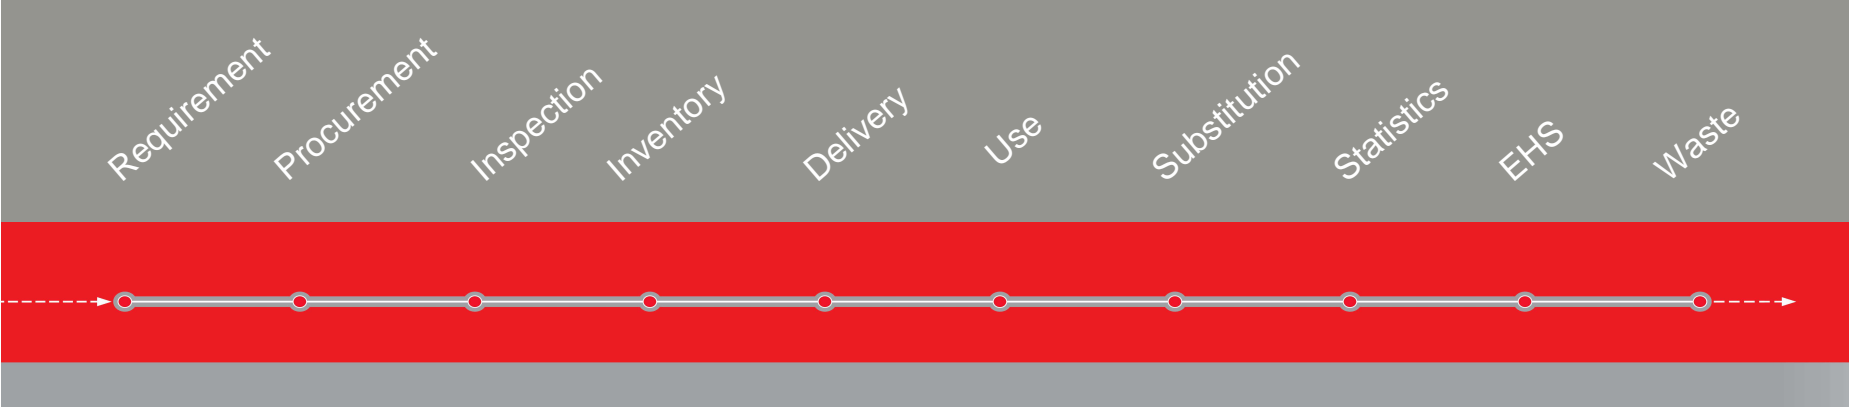 Requirement
Procurement
Inspection
Inventory
Delivery
Use
Substitution
Statistics
EHS
Waste